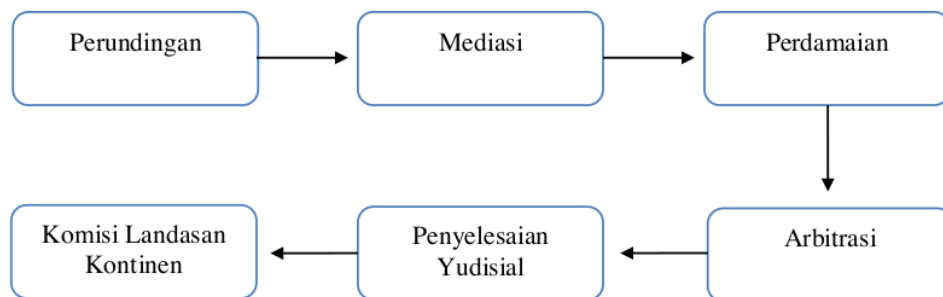 Perundingan
Mediasi
Perdamaian
Arbitrasi
Penyelesaian
Yudisial
Komisi Landasan
Kontinen